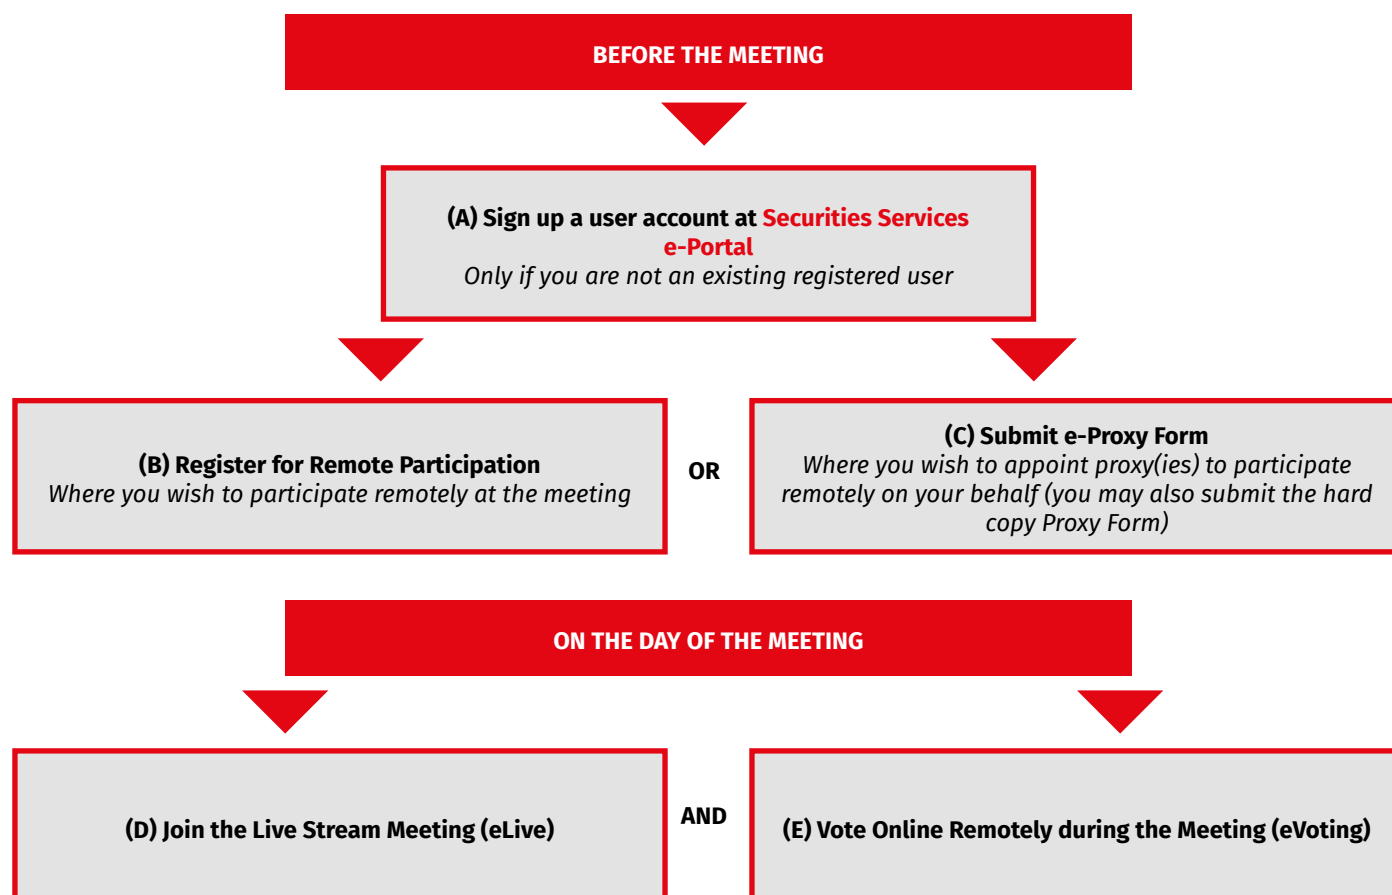 BEFORE THE MEETING
(A) Sign up a user account at Securities Services
e-Portal
Only if you are not an existing registered user
(B) Register for Remote Participation
Where you wish to participate remotely at the meeting
OR
(C) Submit e-Proxy Form
Where you wish to appoint proxy(ies) to participate
remotely on your behalf (you may also submit the hard
copy Proxy Form)
ON THE DAY OF THE MEETING
(D) Join the Live Stream Meeting (eLive)
AND
(E) Vote Online Remotely during the Meeting (eVoting)